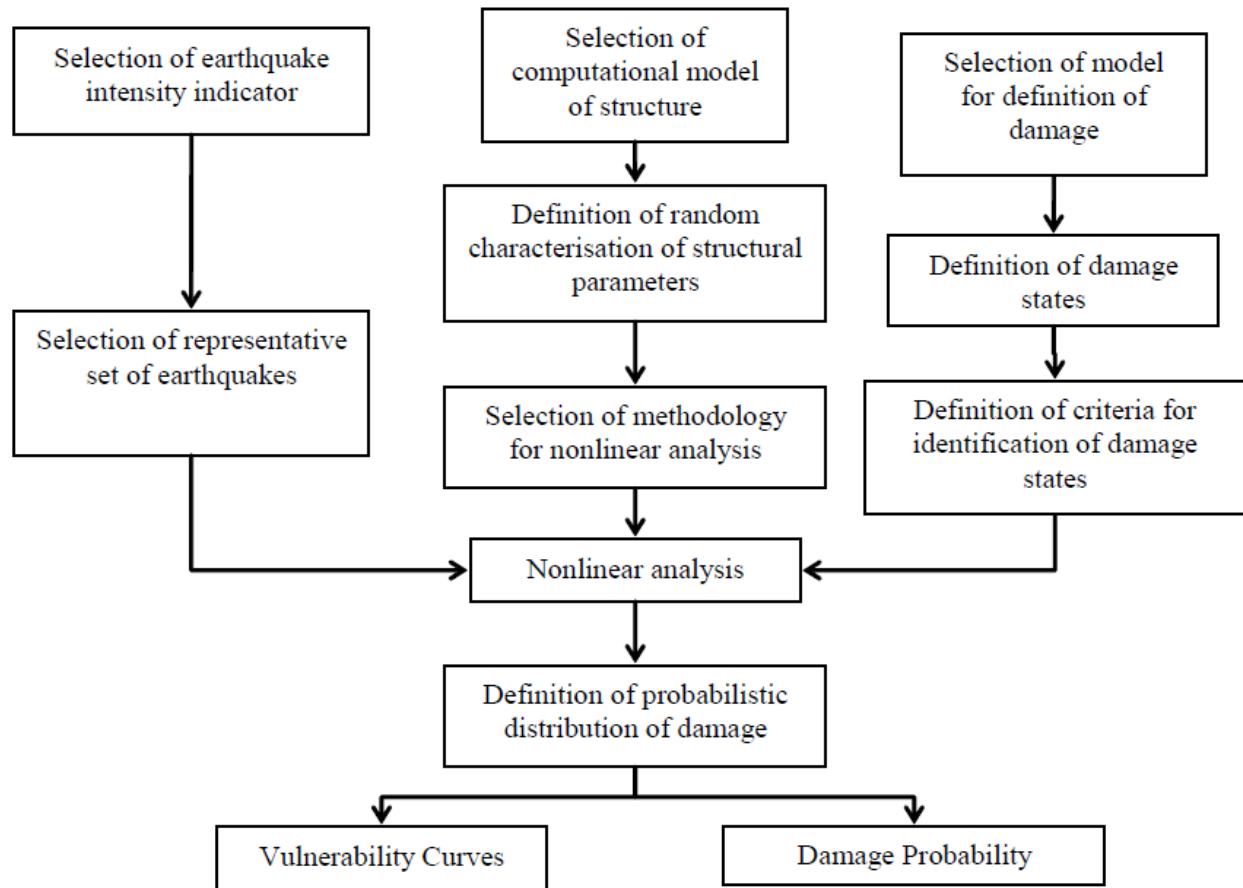 Selection of earthquake
intensity indicator
Selection of
computational model
of structure
Selection of model
for definition of
damage
Definition of random
characterisation of structural
parameters
Definition of damage
states
Selection of representative
set of earthquakes
Selection of methodology
for nonlinear analysis
Definition of criteria for
identification of damage
states
Nonlinear analysis
Definition of probabilistic
distribution of damage
Vulnerability Curves
Damage Probability